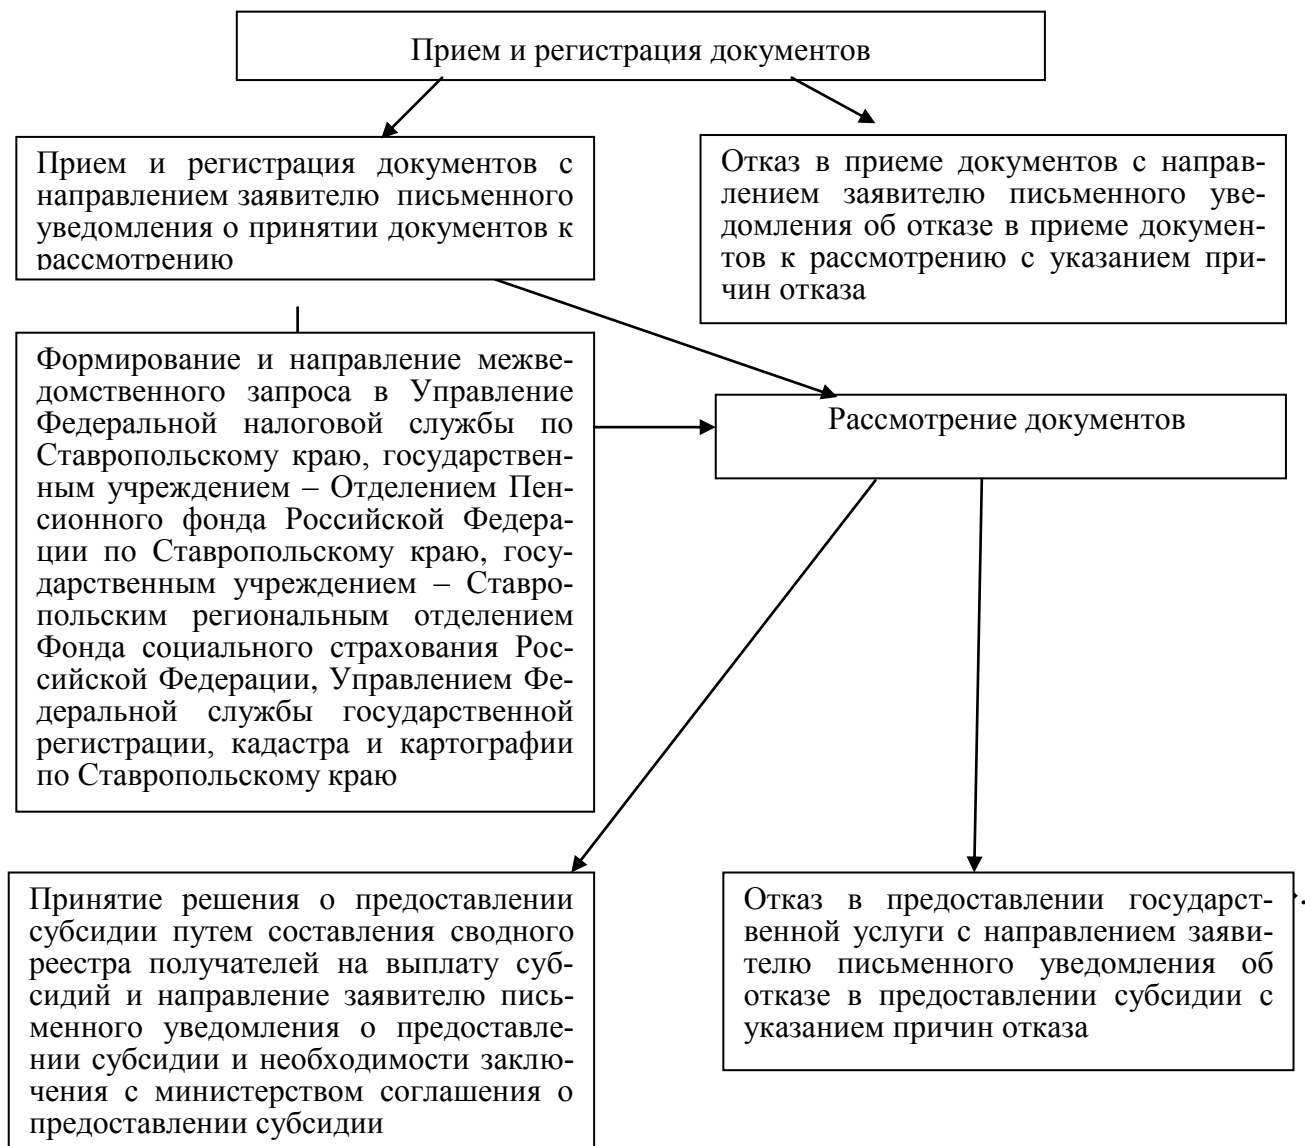 Прием и регистрация документов
Прием и регистрация документов с
направлением заявителю письменного
уведомления о принятии документов к
рассмотрению
Отказ в приеме документов с направ-
лением заявителю письменного уве-
домления об отказе в приеме докумен-
тов к рассмотрению с указанием при-
чин отказа
Формирование и направление межве-
домственного запроса в Управление
Федеральной налоговой службы по
Ставропольскому краю, государствен-
ным учреждением – Отделением Пен-
сионного фонда Российской Федера-
ции по Ставропольскому краю, госу-
дарственным учреждением – Ставро-
польским региональным отделением
Фонда социального страхования Рос-
сийской Федерации, Управлением Фе-
деральной службы государственной
регистрации, кадастра и картографии
по Ставропольскому краю
Рассмотрение документов
Принятие решения о предоставлении
субсидии путем составления сводного
реестра получателей на выплату суб-
сидий и направление заявителю пись-
менного уведомления о предоставле-
нии субсидии и необходимости заклю-
чения с министерством соглашения о
предоставлении субсидии
Отказ в предоставлении государст-
венной услуги с направлением заяви-
телю письменного уведомления об
отказе в предоставлении субсидии с
указанием причин отказа
».